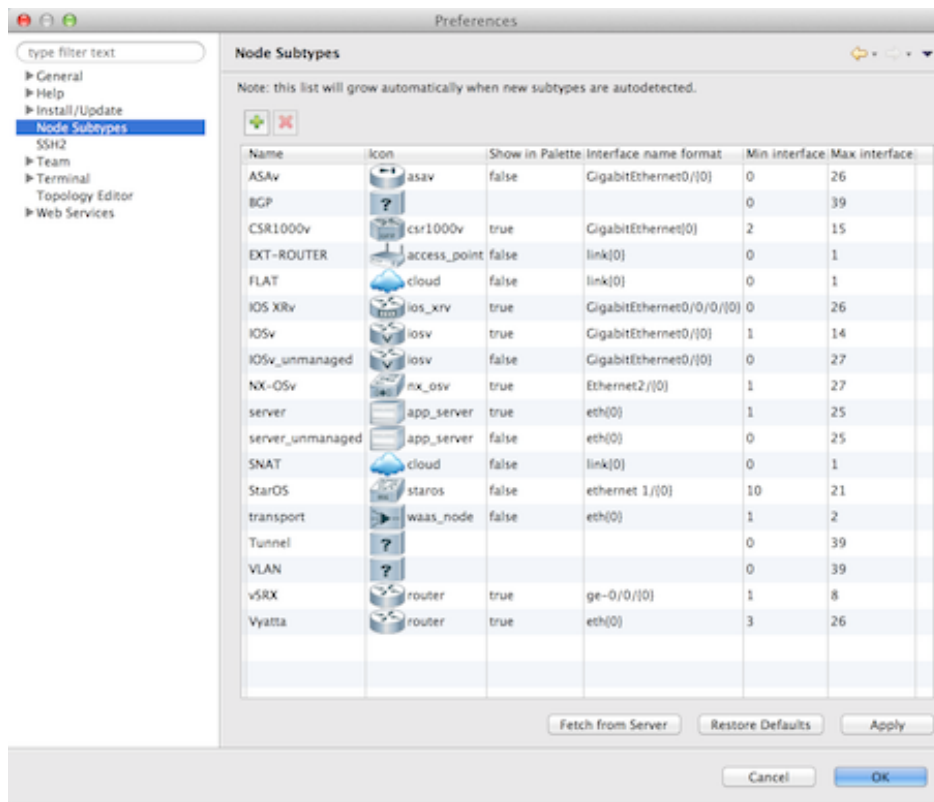 Preferences
type filter text
General
Help
Install/Update
Node Subtypes
SSH2
Team
Terminal
Topology Editor
Web Services
Node Subtypes
Note: this list will grow automatically when new subtypes are autodetected.
Name Icon Show in Palette Interface name format Min interface Max interface
ASAv asav false GigabitEthernet0/{0} 0 26
BGP ? 0 39
CSR1000v csr1000v true GigabitEthernet{0} 2 15
EXT-ROUTER access_point false link{0} 0 1
FLAT cloud false link{0} 0 1
IOS XRv ios_xrv true GigabitEthernet0/0/0/{0} 0 26
IOSv iosv true GigabitEthernet0/{0} 1 14
IOSv_unmanaged iosv false GigabitEthernet0/{0} 0 27
NX-OSv nx_osv true Ethernet2/{0} 1 27
server app_server true eth{0} 1 25
server_unmanaged app_server false eth{0} 0 25
SNAT cloud false link{0} 0 1
StarOS staros false ethernet 1/{0} 10 21
transport waas_node false eth{0} 1 2
Tunnel ? 0 39
VLAN ? 0 39
vSRX router true ge-0/0/{0} 1 8
Vyatta router true eth{0} 3 26
Fetch from Server Restore Defaults Apply
Cancel OK